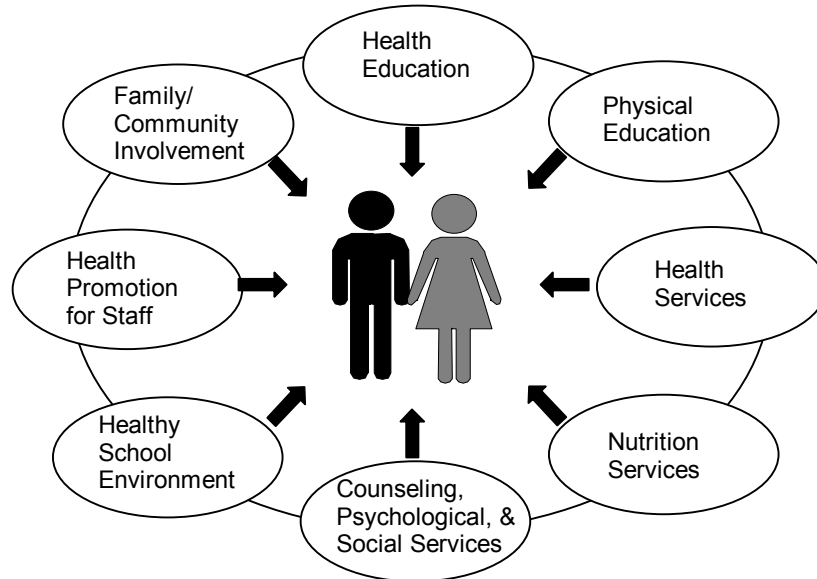 Health
Education
Physical
Education
Health
Services
Nutrition
Services
Counseling,
Psychological, &
Social Services
Healthy
School
Environment
Health
Promotion
for Staff
Family/
Community
Involvement